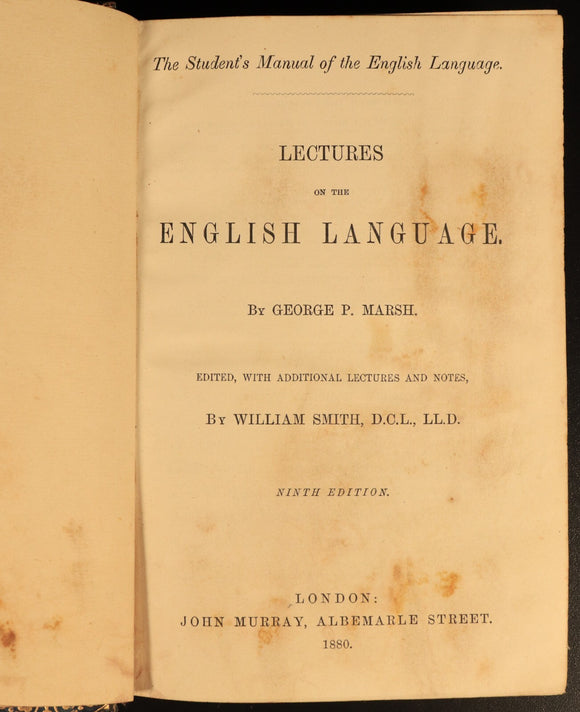 The Student's Manual of the English Language.
LECTURES
ON THE
ENGLISH LANGUAGE.
By GEORGE P. MARSH.
EDITED, WITH ADDITIONAL LECTURES AND NOTES,
By WILLIAM SMITH, D.C.L., LL.D.
NINTH EDITION.
LONDON:
JOHN MURRAY, ALBEMARLE STREET.
1880.